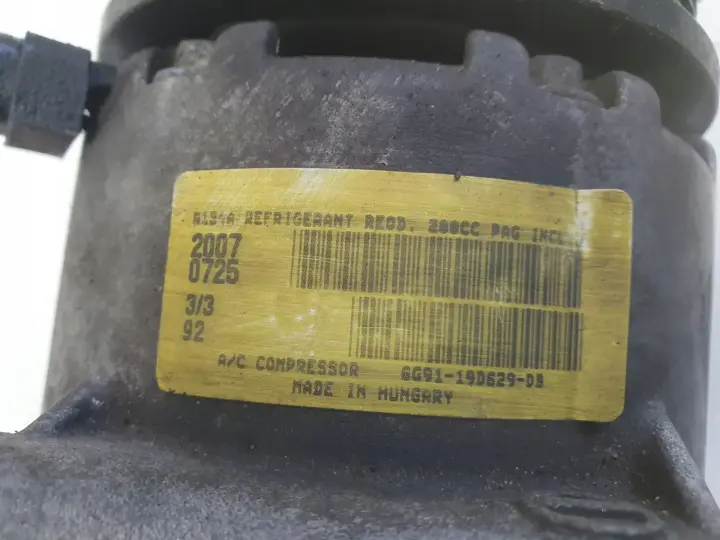 R134A REFRIGERANT REQD. 200CC PAG INCL.
2007
0725
3/3
92
A/C COMPRESSOR 6G91-19D629-DB
MADE IN HUNGARY